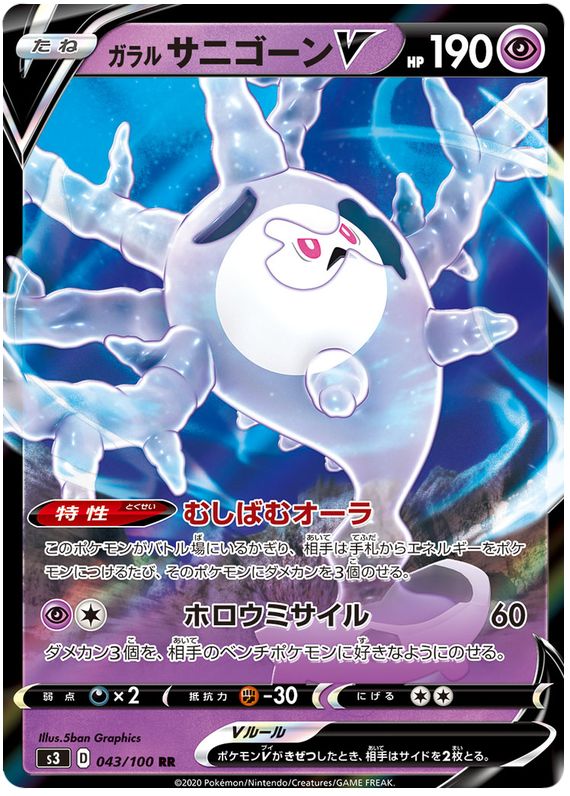 たね ガラル サニゴーンV HP 190
特性 とくせい むしばむオーラ
このポケモンがバトル場にいるかぎり、相手は手札からエネルギーをポケ
モンにつけるたび、そのポケモンにダメカンを3個のせる。
ホロウミサイル 60
ダメカン3個を、相手のベンチポケモンに好きなようにのせる。
弱点 ×2 抵抗力 -30 にげる
Illus.5ban Graphics
Vルール
s3 D 043/100 RR
ポケモンVがきぜつしたとき、相手はサイドを2枚とる。
©2020 Pokémon/Nintendo/Creatures/GAME FREAK.